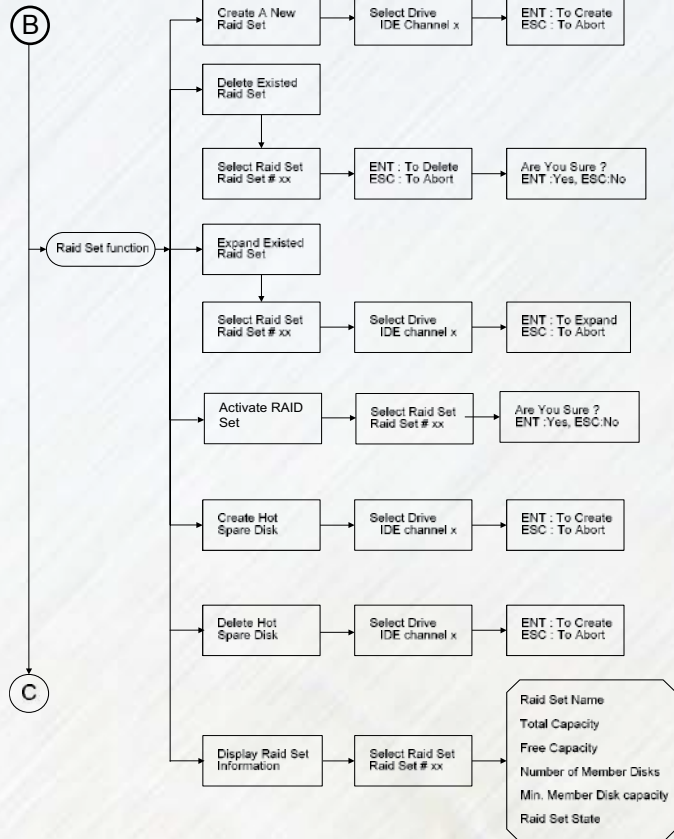 B
Create A New
Raid Set
Select Drive
IDE Channel x
ENT : To Create
ESC : To Abort
Delete Existed
Raid Set
Select Raid Set
Raid Set # xx
ENT : To Delete
ESC : To Abort
Are You Sure ?
ENT :Yes, ESC:No
Raid Set function
Expand Existed
Raid Set
Select Raid Set
Raid Set # xx
Select Drive
IDE channel x
ENT : To Expand
ESC : To Abort
Activate RAID
Set
Select Raid Set
Raid Set # xx
Are You Sure ?
ENT :Yes, ESC:No
Create Hot
Spare Disk
Select Drive
IDE channel x
ENT : To Create
ESC : To Abort
Delete Hot
Spare Disk
Select Drive
IDE channel x
ENT : To Create
ESC : To Abort
C
Display Raid Set
Information
Select Raid Set
Raid Set # xx
Raid Set Name
Total Capacity
Free Capacity
Number of Member Disks
Min. Member Disk capacity
Raid Set State